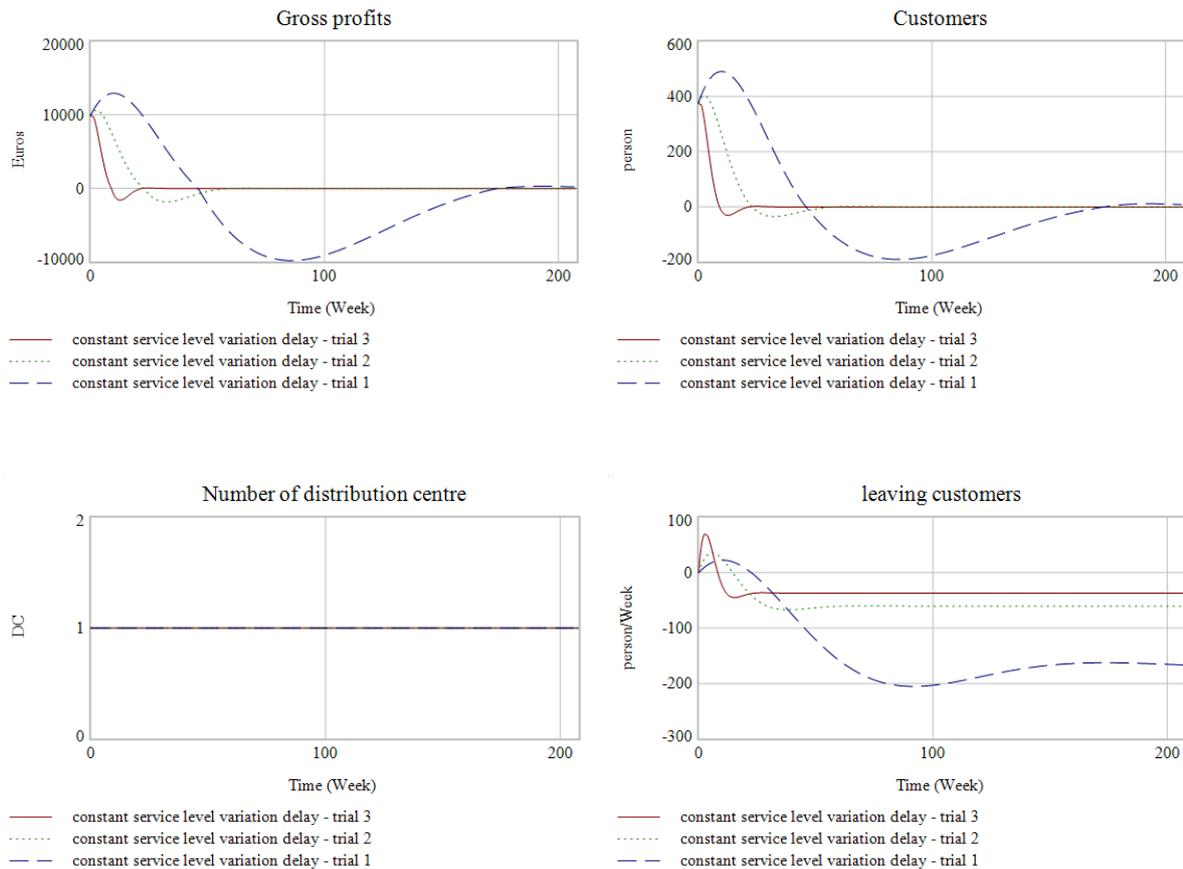 Gross profits
20000
10000
0
-10000
Euros
0 100 200
Time (Week)
constant service level variation delay - trial 3
constant service level variation delay - trial 2
constant service level variation delay - trial 1
Customers
600
400
200
0
-200
person
0 100 200
Time (Week)
constant service level variation delay - trial 3
constant service level variation delay - trial 2
constant service level variation delay - trial 1
Number of distribution centre
2
1
0
DC
0 100 200
Time (Week)
constant service level variation delay - trial 3
constant service level variation delay - trial 2
constant service level variation delay - trial 1
leaving customers
100
0
-100
-200
-300
person/Week
0 100 200
Time (Week)
constant service level variation delay - trial 3
constant service level variation delay - trial 2
constant service level variation delay - trial 1